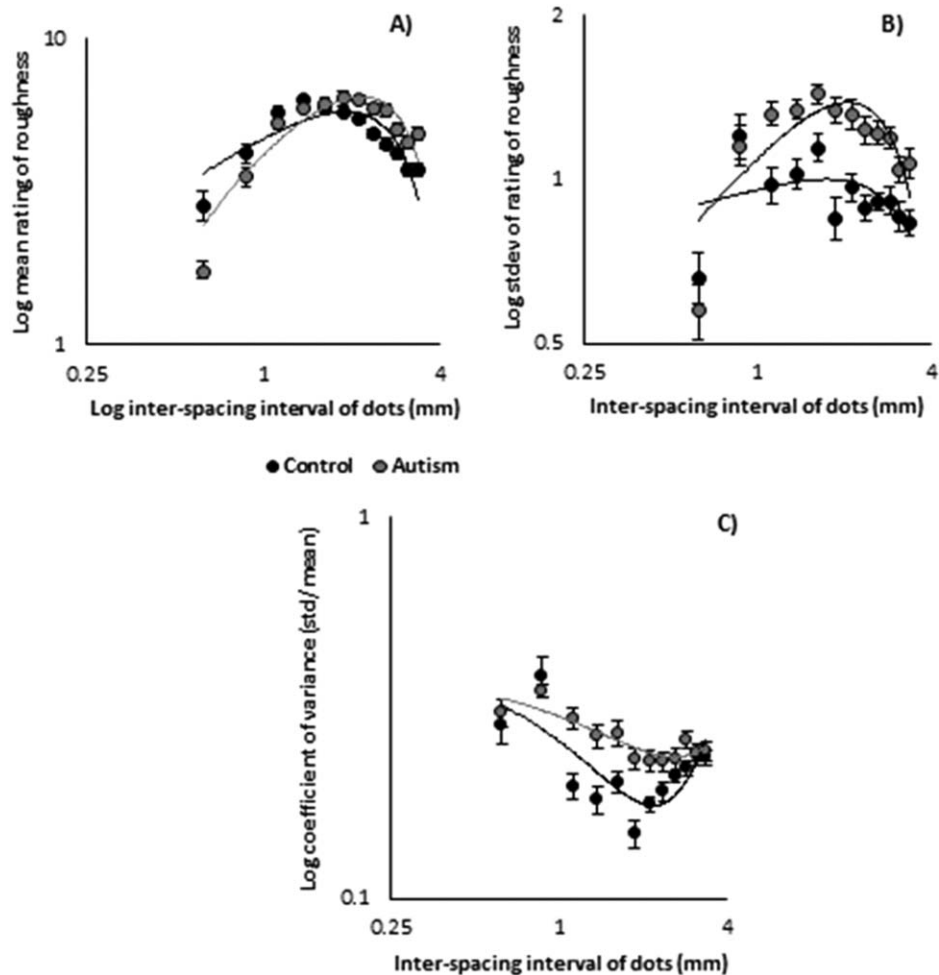 A)
10
Log mean rating of roughness
1
0.25 1 4
Log inter-spacing interval of dots (mm)
B)
2
Log stdev of rating of roughness
1
0.5
0.25 1 4
Inter-spacing interval of dots (mm)
Control Autism
C)
1
Log coefficient of variance (std/mean)
0.1
0.25 1 4
Inter-spacing interval of dots (mm)